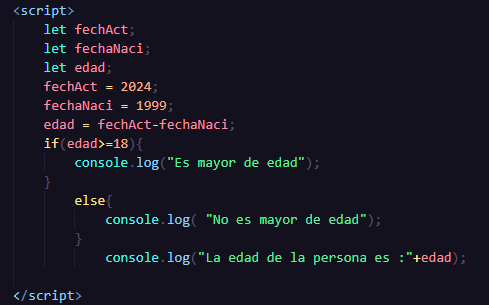 <script>
let fechAct;
let fechaNaci;
let edad;
fechAct = 2024;
fechaNaci = 1999;
edad = fechAct-fechaNaci;
if(edad>=18){
console.log("Es mayor de edad");
}
else{
console.log( "No es mayor de edad");
}
console.log("La edad de la persona es :"+edad);
</script>